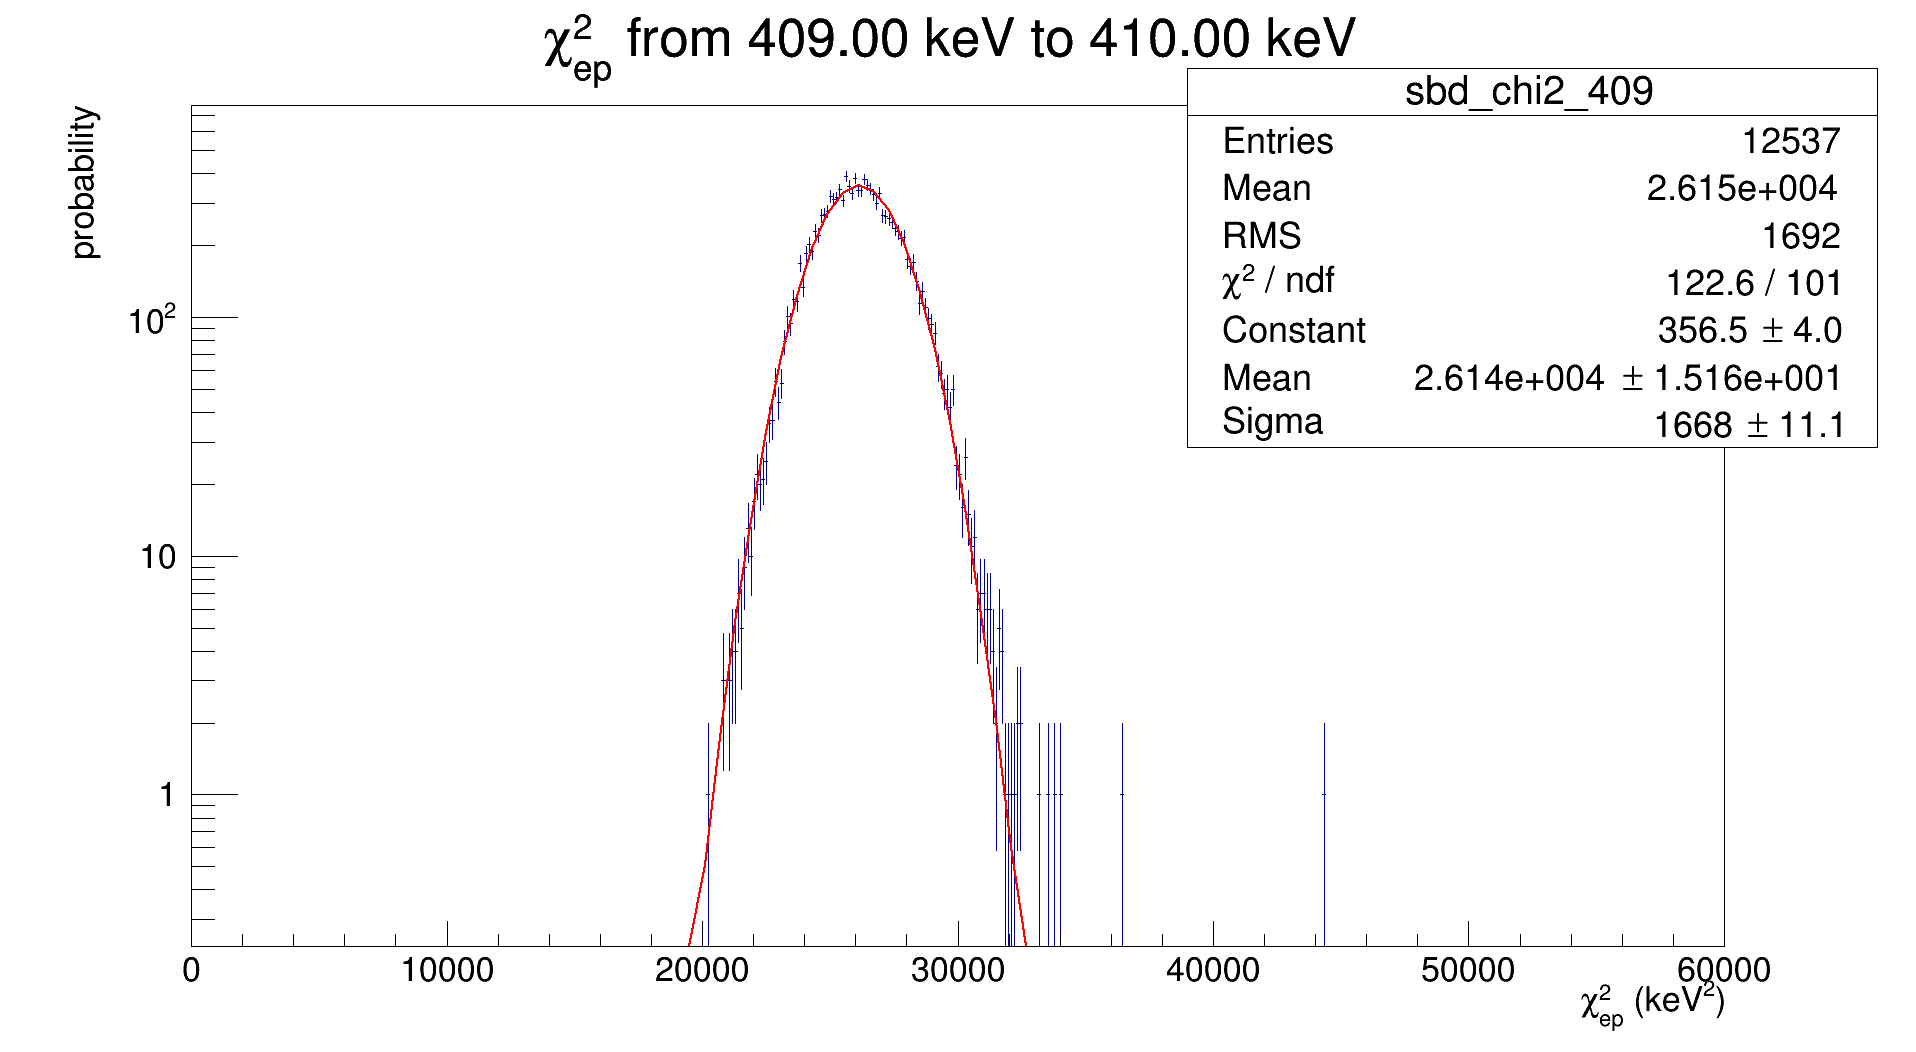 χ²ep from 409.00 keV to 410.00 keV
probability
sbd_chi2_409
Entries 12537
Mean 2.615e+004
RMS 1692
χ² / ndf 122.6 / 101
Constant 356.5 ± 4.0
Mean 2.614e+004 ± 1.516e+001
Sigma 1668 ± 11.1
10²
10
1
0 10000 20000 30000 40000 50000 60000
χ²ep (keV²)